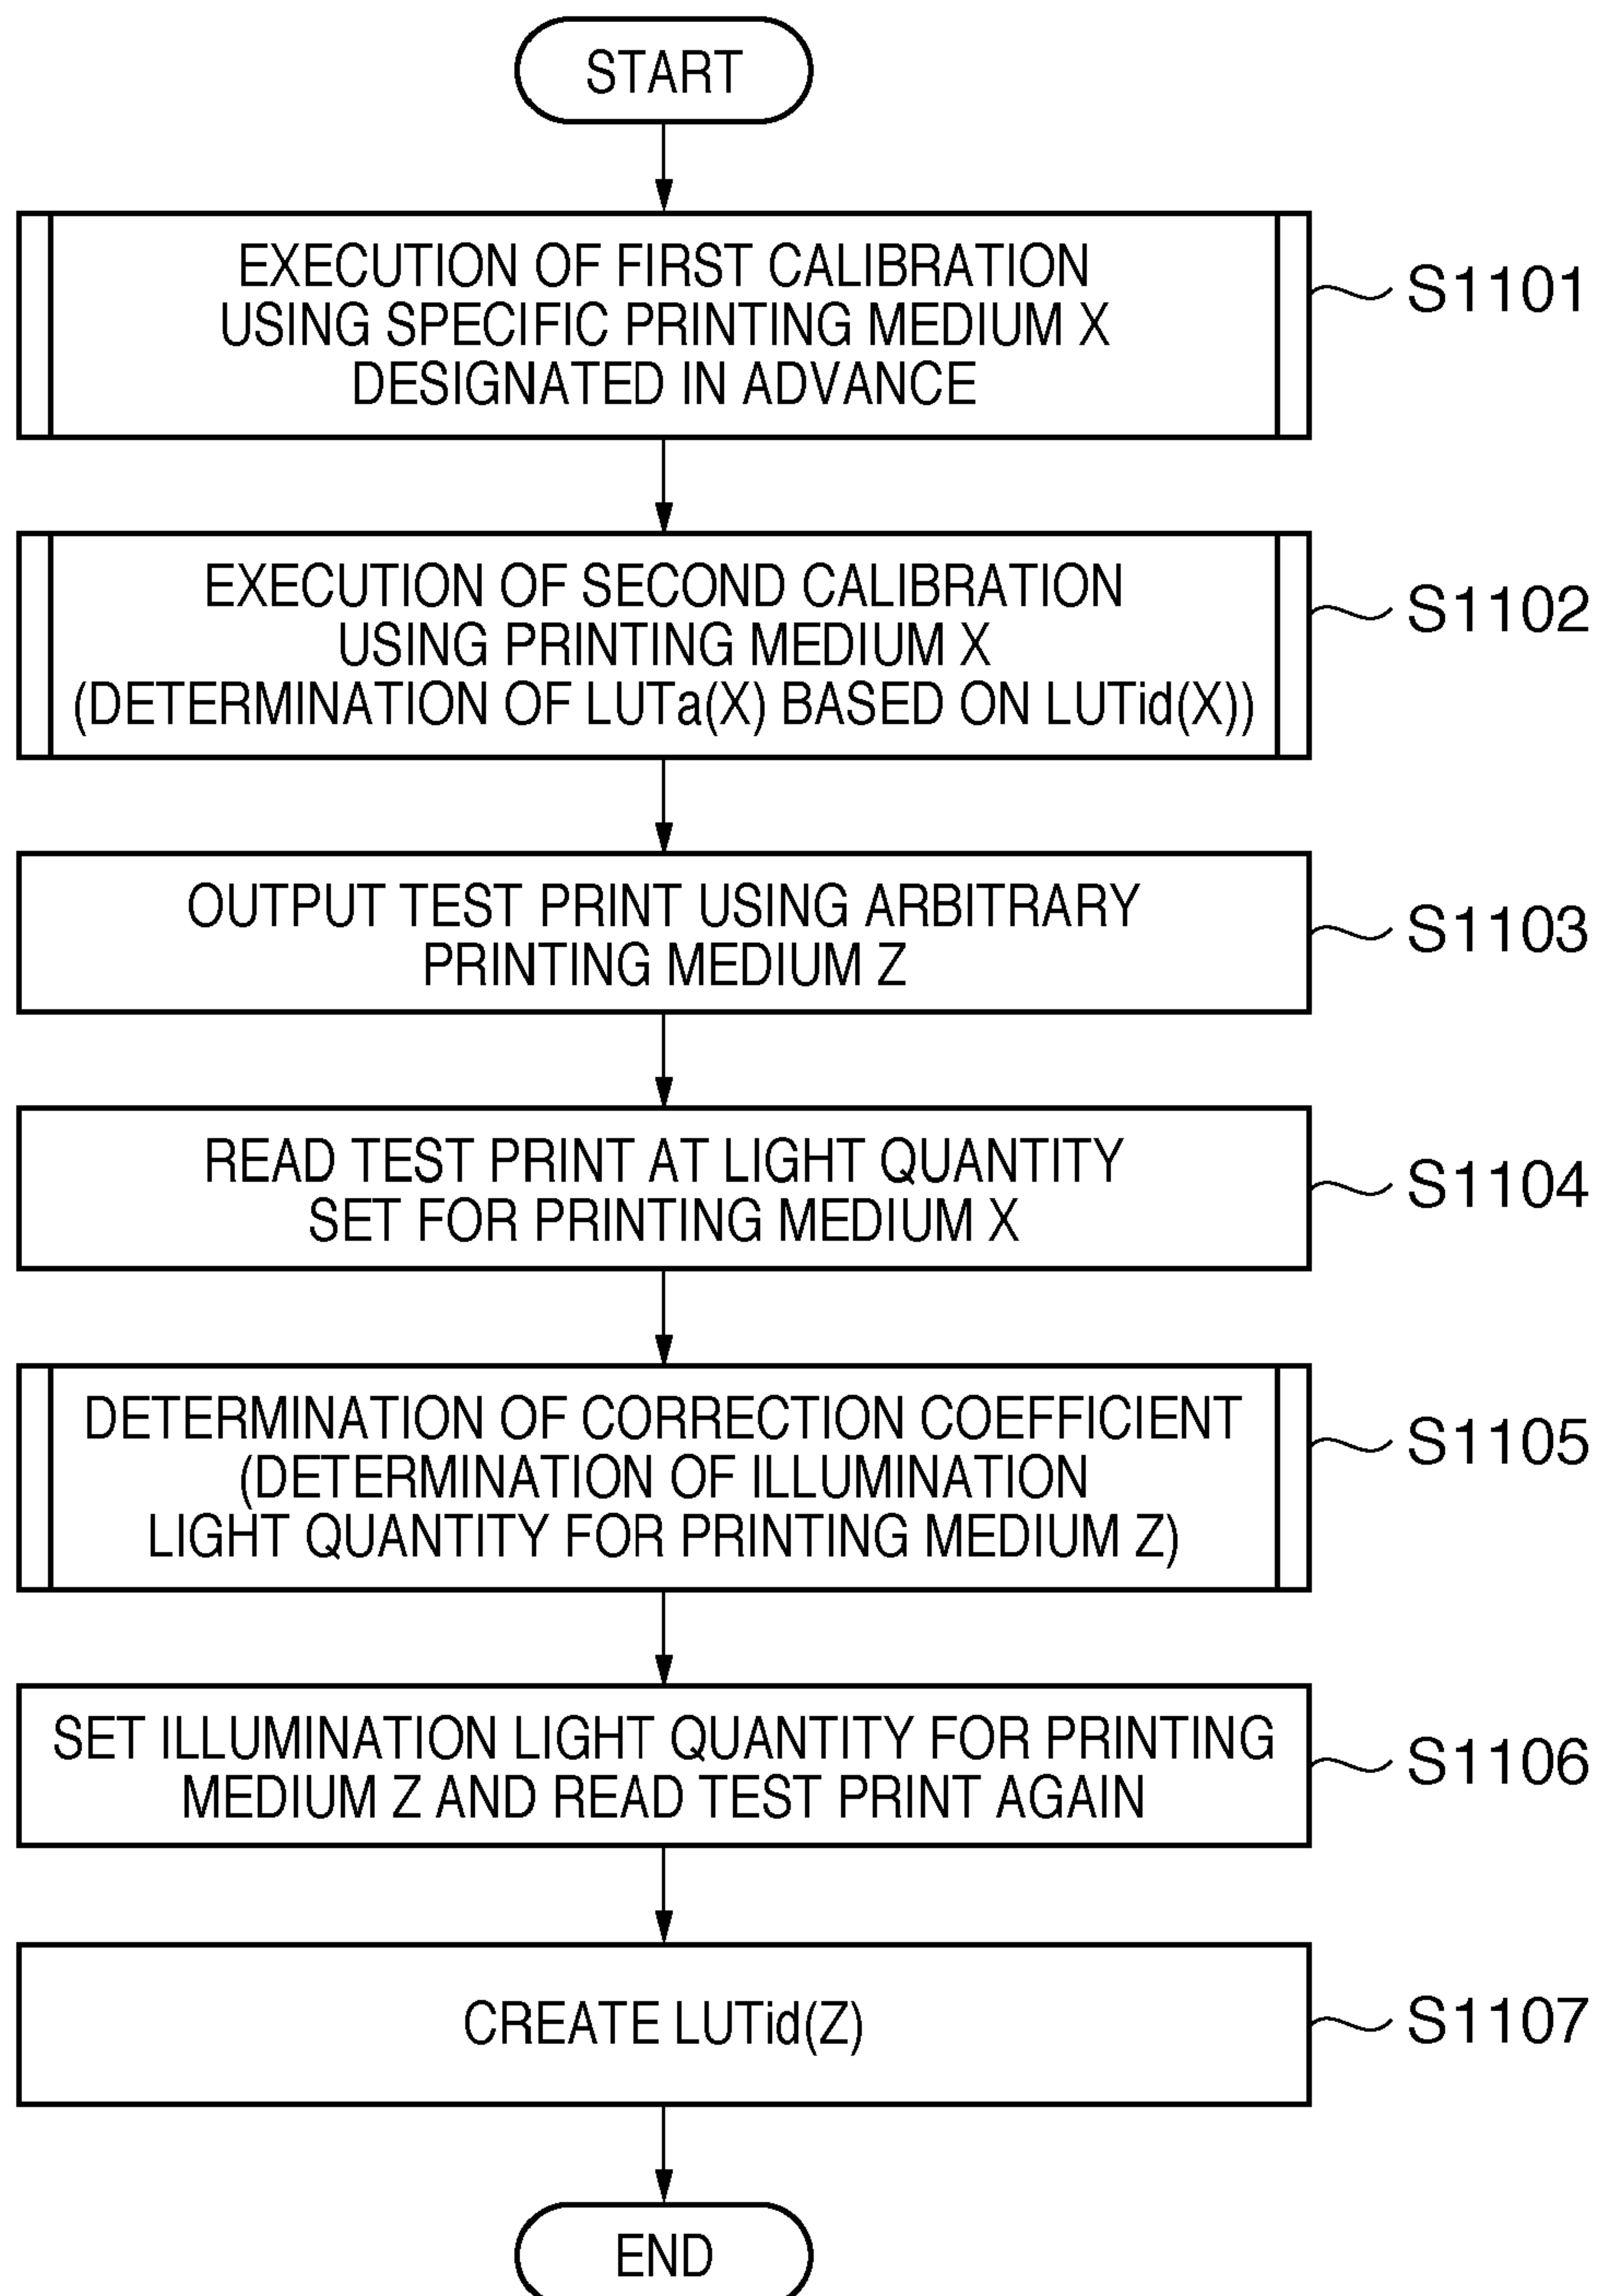 START
EXECUTION OF FIRST CALIBRATION
USING SPECIFIC PRINTING MEDIUM X
DESIGNATED IN ADVANCE
S1101
EXECUTION OF SECOND CALIBRATION
USING PRINTING MEDIUM X
(DETERMINATION OF LUTa(X) BASED ON LUTid(X))
S1102
OUTPUT TEST PRINT USING ARBITRARY
PRINTING MEDIUM Z
S1103
READ TEST PRINT AT LIGHT QUANTITY
SET FOR PRINTING MEDIUM X
S1104
DETERMINATION OF CORRECTION COEFFICIENT
(DETERMINATION OF ILLUMINATION
LIGHT QUANTITY FOR PRINTING MEDIUM Z)
S1105
SET ILLUMINATION LIGHT QUANTITY FOR PRINTING
MEDIUM Z AND READ TEST PRINT AGAIN
S1106
CREATE LUTid(Z)
S1107
END